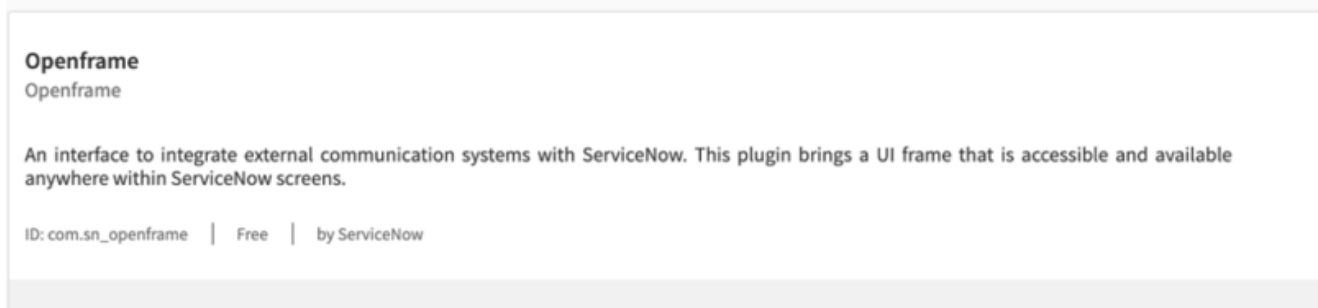 Openframe
Openframe
An interface to integrate external communication systems with ServiceNow. This plugin brings a UI frame that is accessible and available
anywhere within ServiceNow screens.
ID: com.sn_openframe | Free | by ServiceNow